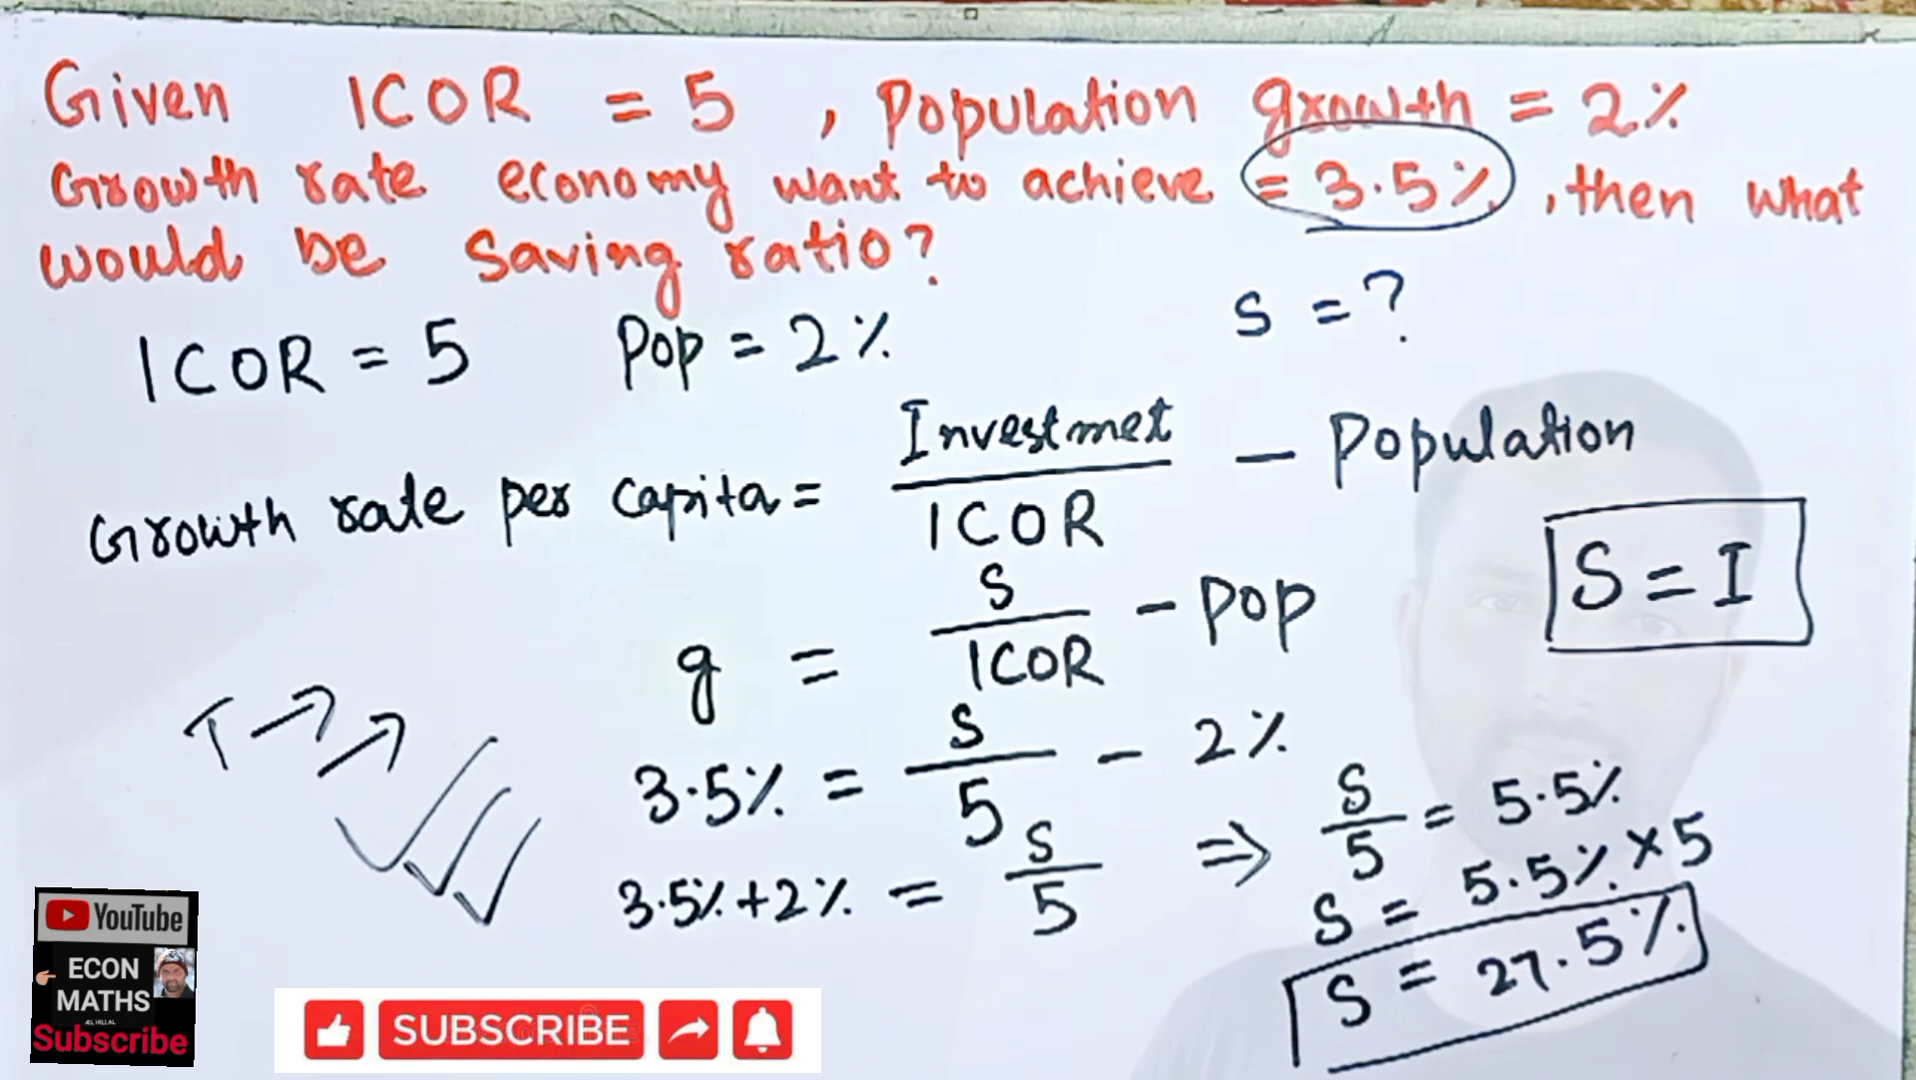 Given ICOR = 5 , Population growth = 2%
Growth rate economy want to achieve = 3.5% , then what
would be saving ratio?
S = ?
ICOR = 5 Pop = 2%
Growth rate per capita = Investmet / ICOR - Population
S = I
g = S / ICOR - Pop
3.5% = S / 5 - 2%
3.5% + 2% = S / 5 ⇒ S / 5 = 5.5%
S = 5.5% × 5
S = 27.5%
YouTube
ECON
MATHS
Subscribe
SUBSCRIBE